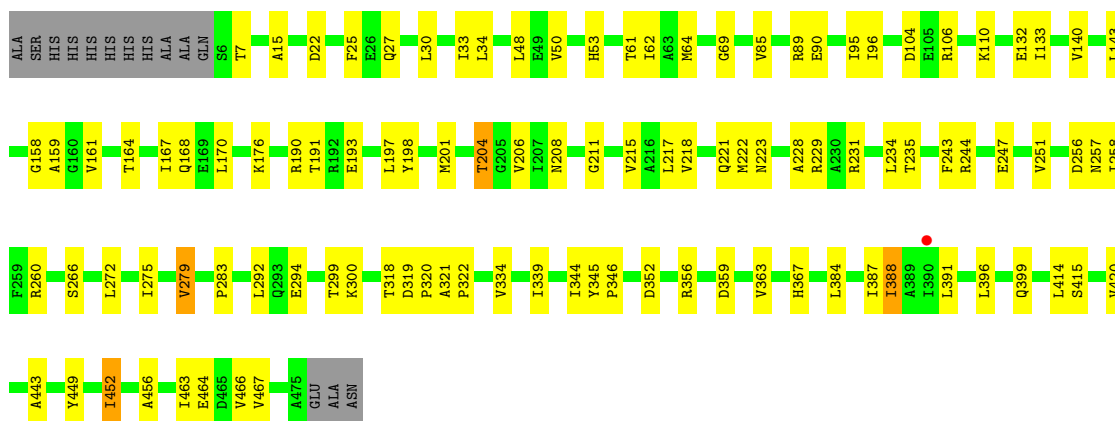 ALA SER HIS HIS HIS HIS HIS HIS ALA ALA GLN S6 T7 A15 D22 F25 E26 Q27 L30 I33 L34 L48 E49 V50 H53 T61 I62 A63 M64 G69 V85 R89 E90 I95 I96 D104 E105 R106 K110 E132 I133 V140 L143
G158 A159 G160 V161 T164 I167 Q168 E169 L170 K176 R190 T191 R192 E193 L197 Y198 M201 T204 G205 V206 I207 N208 G211 V215 A216 L217 V218 Q221 M222 N223 A228 R229 A230 R231 L234 T235 F243 R244 E247 V251 D256 N257
F259 R260 S266 L272 I275 V279 P283 L292 Q293 E294 T299 K300 T318 D319 P320 A321 P322 V334 I339 I344 Y345 P346 D352 R356 D359 V363 H367 L384 I387 I388 A389 I390 L391 L396 Q399 L414 S415
A443 Y449 I452 A456 I463 E464 D465 V466 V467 A475 GLU ALA ASN